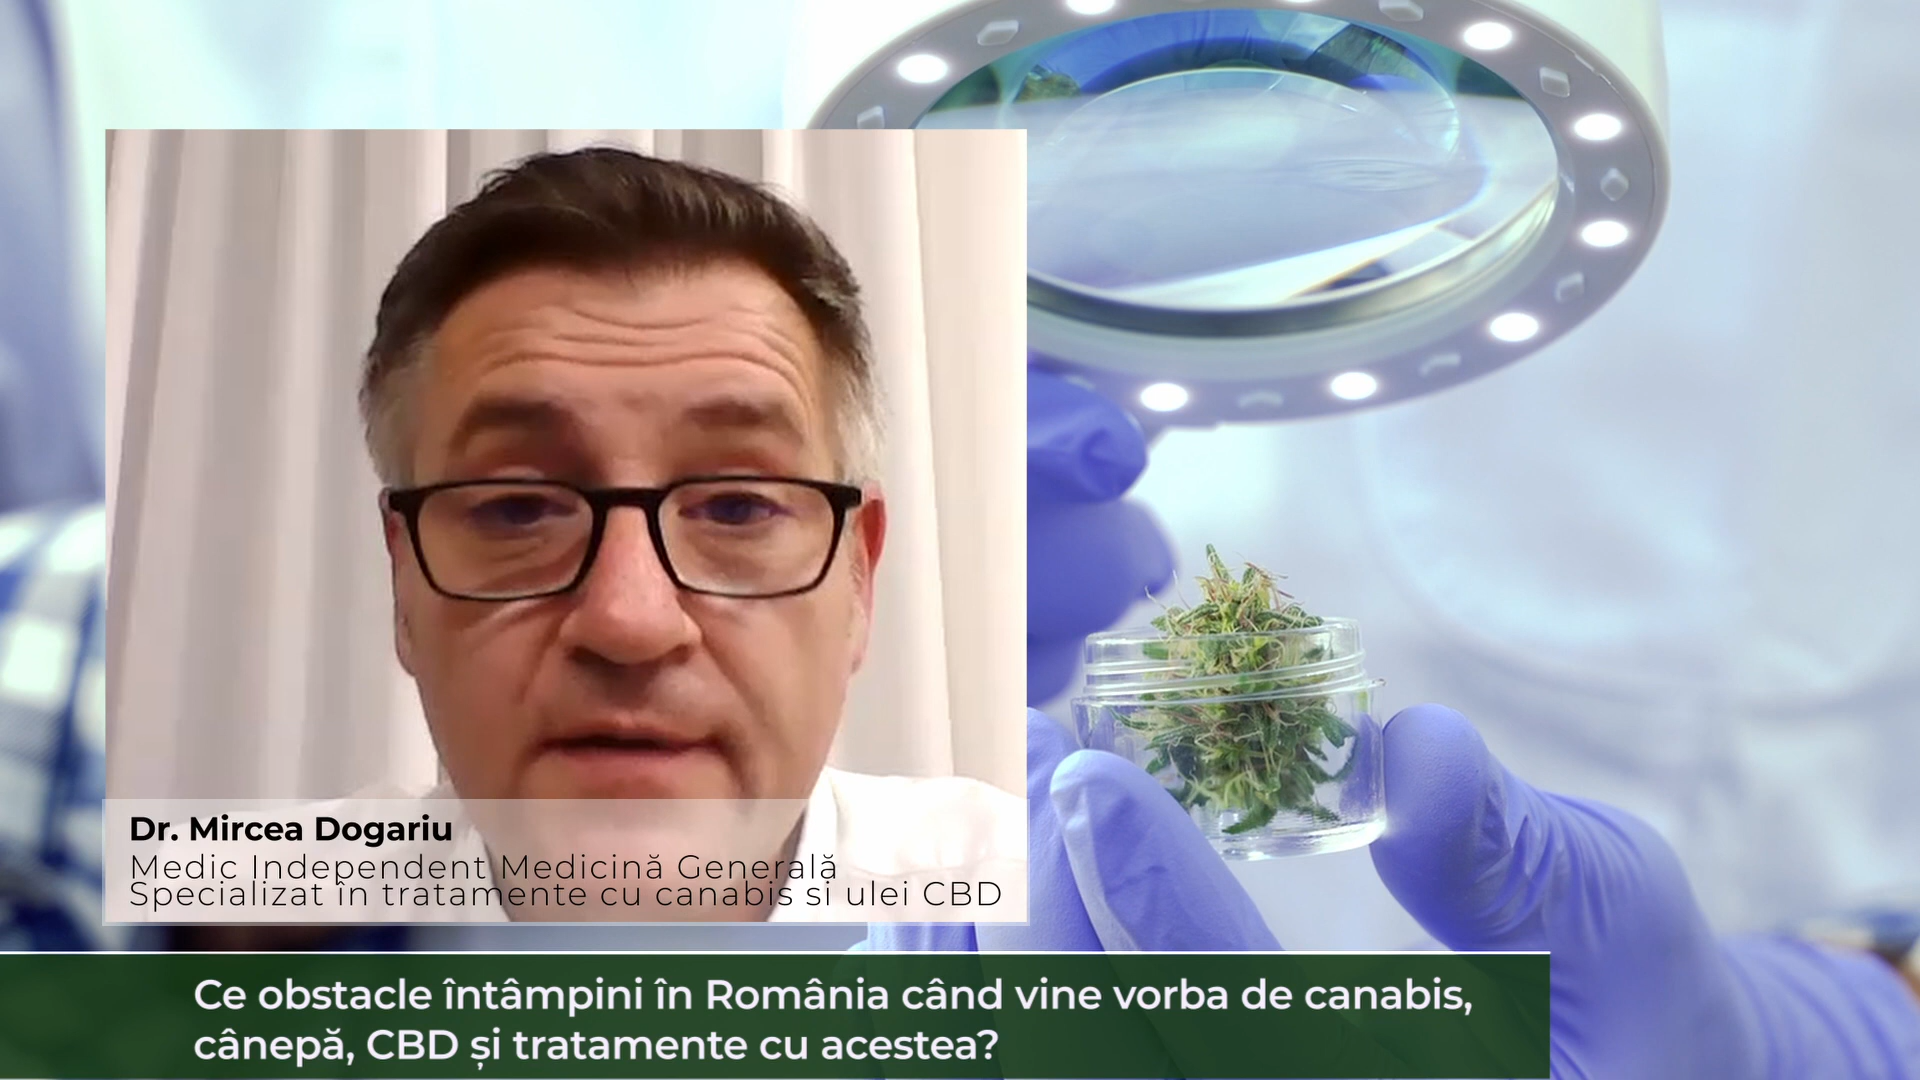 Dr. Mircea Dogariu
Medic Independent Medicină Generală
Specializat în tratamente cu canabis si ulei CBD
Ce obstacle întâmpini în România când vine vorba de canabis,
cânepă, CBD și tratamente cu acestea?